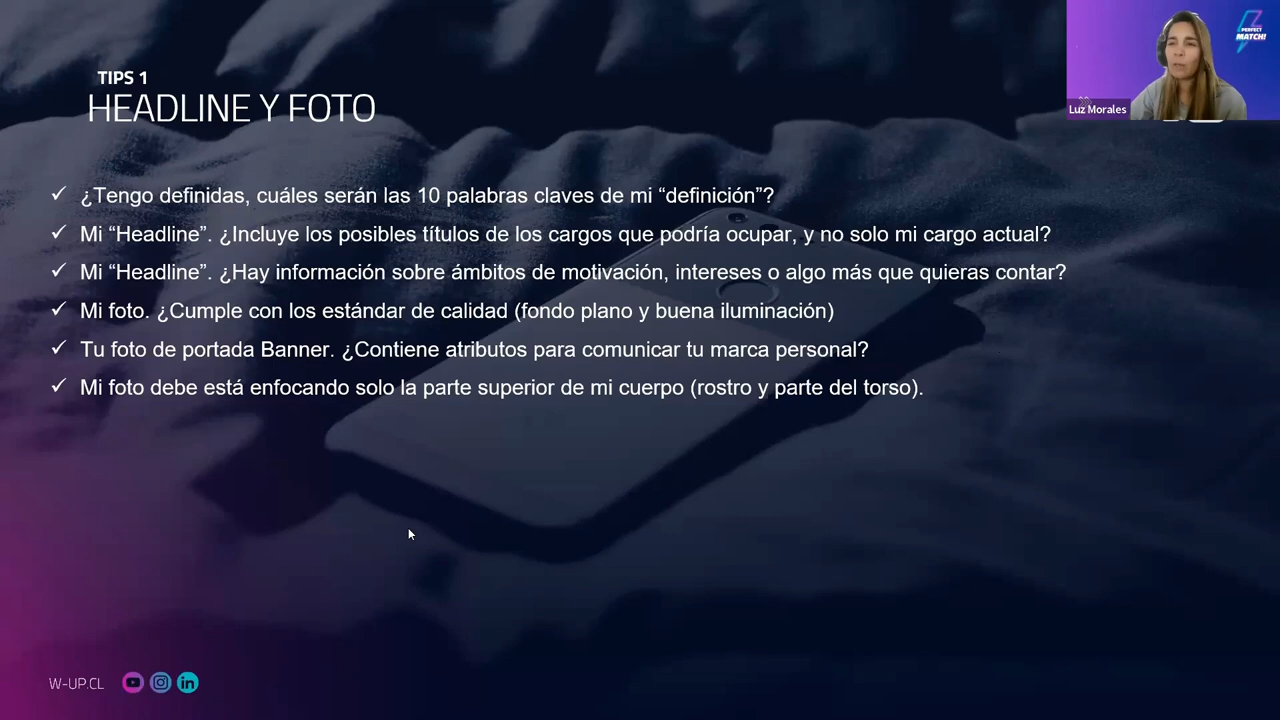 TIPS 1
HEADLINE Y FOTO
¿Tengo definidas, cuáles serán las 10 palabras claves de mi “definición”?
Mi “Headline”. ¿Incluye los posibles títulos de los cargos que podría ocupar, y no solo mi cargo actual?
Mi “Headline”. ¿Hay información sobre ámbitos de motivación, intereses o algo más que quieras contar?
Mi foto. ¿Cumple con los estándar de calidad (fondo plano y buena iluminación)
Tu foto de portada Banner. ¿Contiene atributos para comunicar tu marca personal?
Mi foto debe está enfocando solo la parte superior de mi cuerpo (rostro y parte del torso).
PERFECT
MATCH!
Luz Morales
W-UP.CL
in